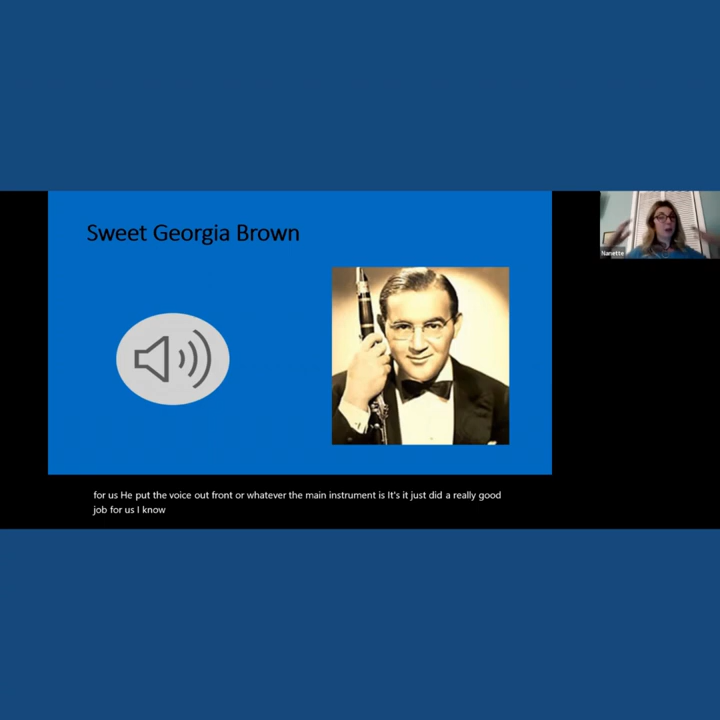 Sweet Georgia Brown
Nanette
for us He put the voice out front or whatever the main instrument is It's it just did a really good
job for us I know